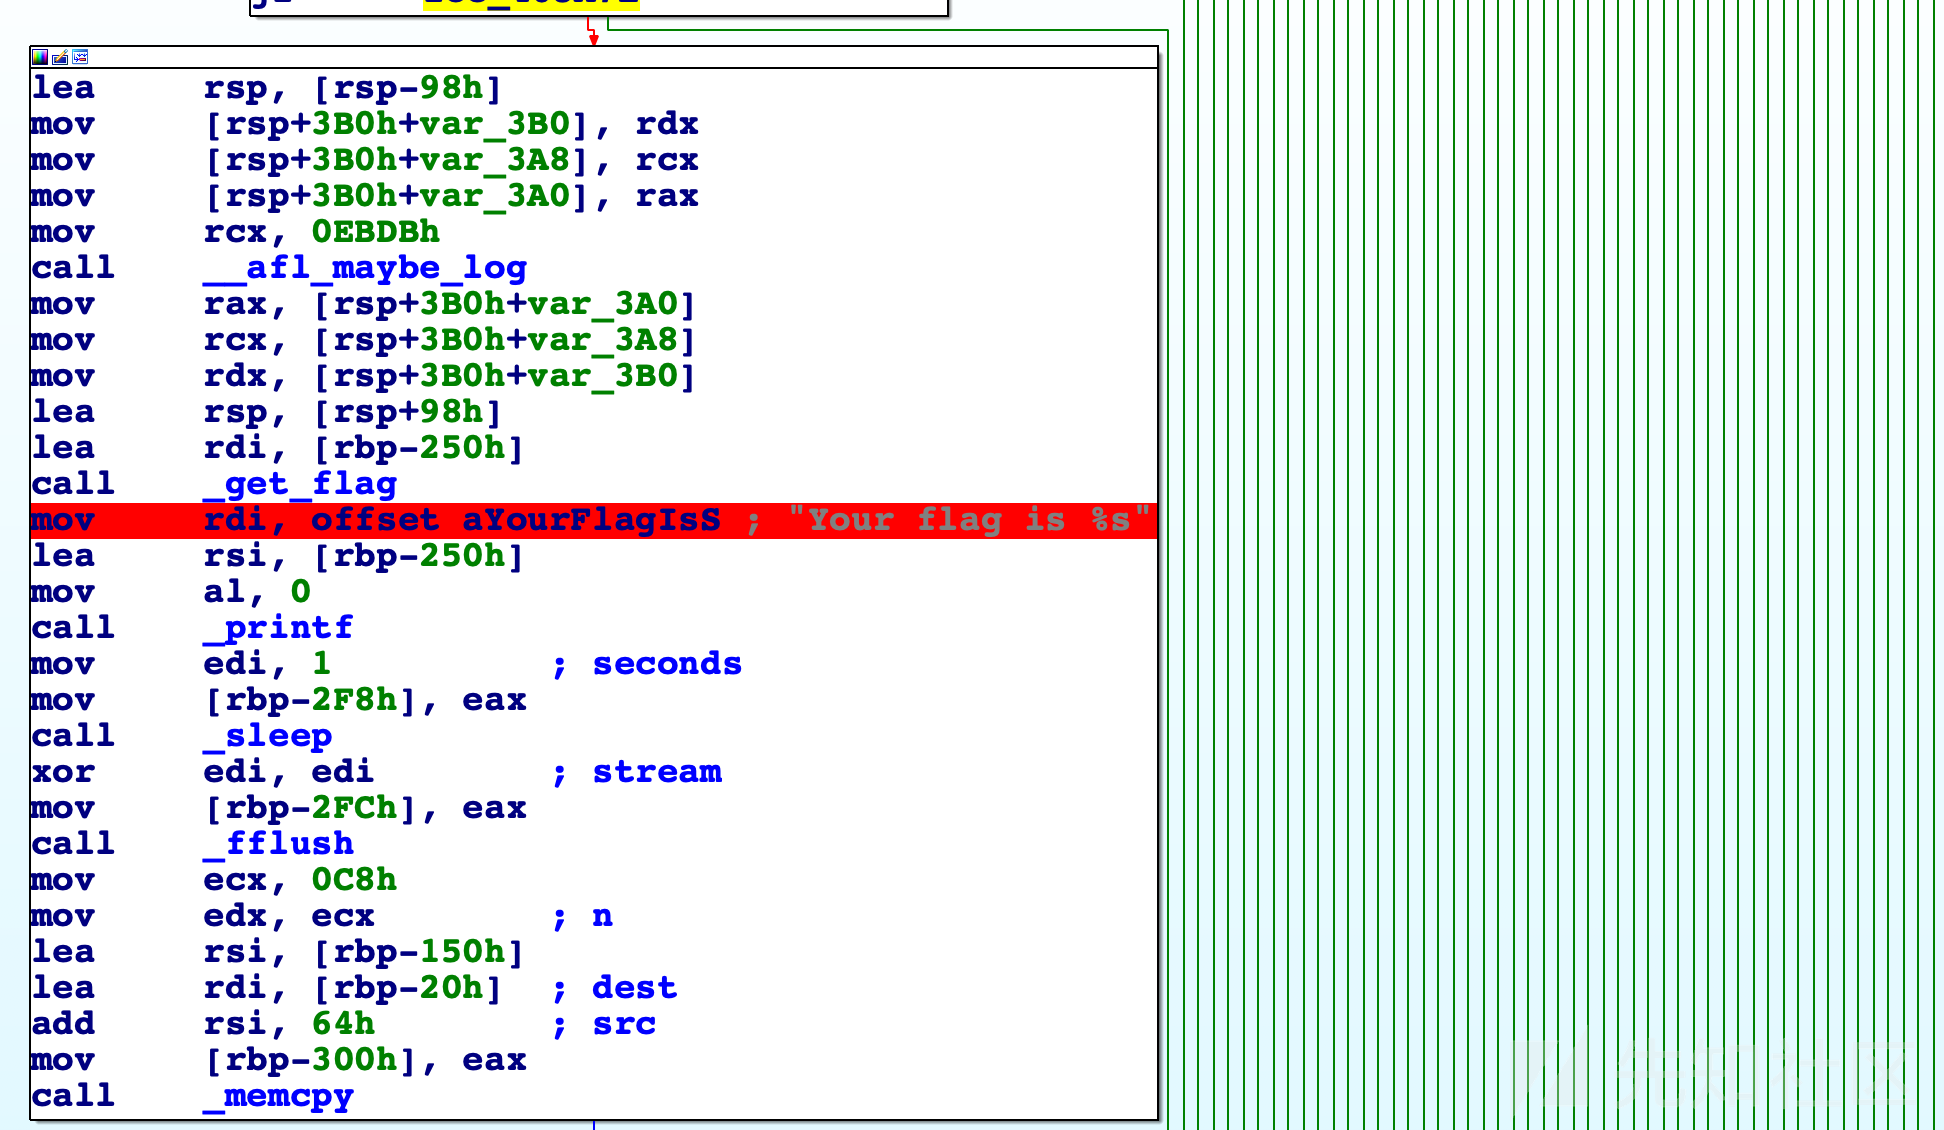 lea rsp, [rsp-98h]
mov [rsp+3B0h+var_3B0], rdx
mov [rsp+3B0h+var_3A8], rcx
mov [rsp+3B0h+var_3A0], rax
mov rcx, 0EBDBh
call __afl_maybe_log
mov rax, [rsp+3B0h+var_3A0]
mov rcx, [rsp+3B0h+var_3A8]
mov rdx, [rsp+3B0h+var_3B0]
lea rsp, [rsp+98h]
lea rdi, [rbp-250h]
call _get_flag
mov rdi, offset aYourFlagIsS ; "Your flag is %s"
lea rsi, [rbp-250h]
mov al, 0
call _printf
mov edi, 1 ; seconds
mov [rbp-2F8h], eax
call _sleep
xor edi, edi ; stream
mov [rbp-2FCh], eax
call _fflush
mov ecx, 0C8h
mov edx, ecx ; n
lea rsi, [rbp-150h]
lea rdi, [rbp-20h] ; dest
add rsi, 64h ; src
mov [rbp-300h], eax
call _memcpy
先知社区